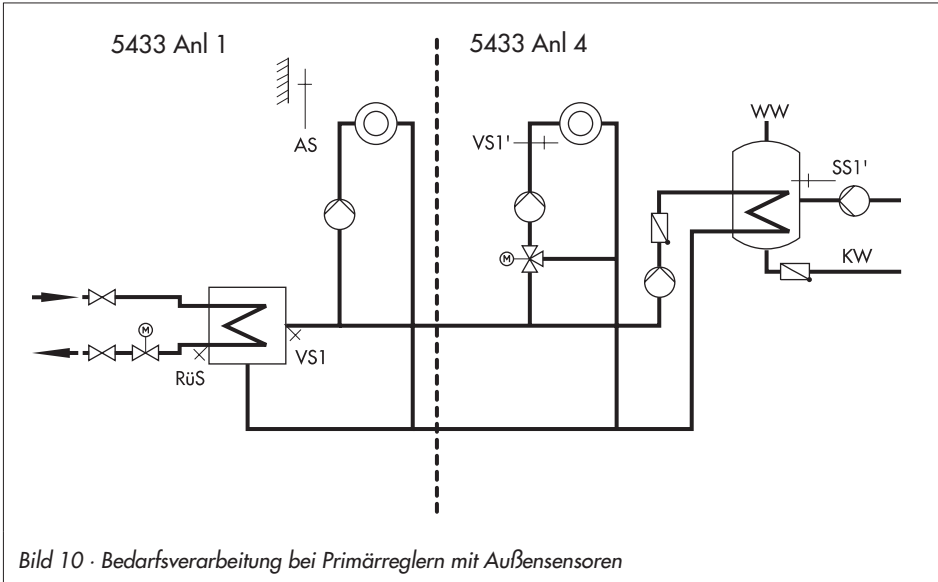 5433 Anl 1
5433 Anl 4
AS
VS1'
WW
SS1'
KW
M
M
VS1
RüS
Bild 10 · Bedarfsverarbeitung bei Primärreglern mit Außensensoren